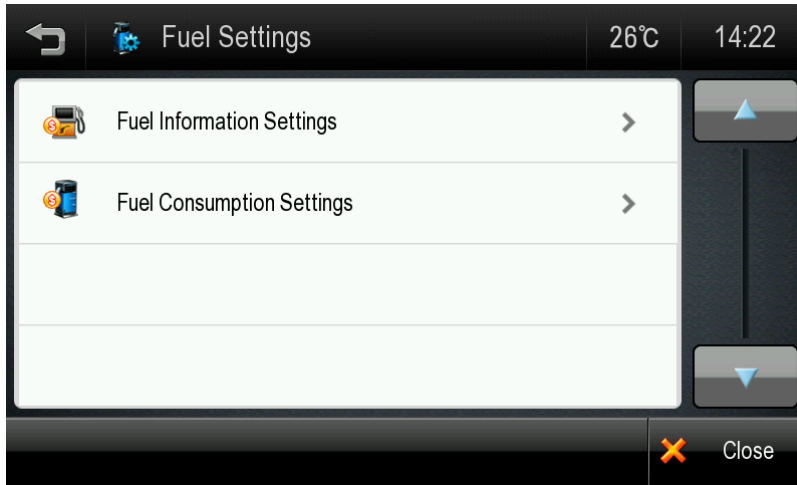 Fuel Settings 26℃ 14:22
Fuel Information Settings
Fuel Consumption Settings
Close